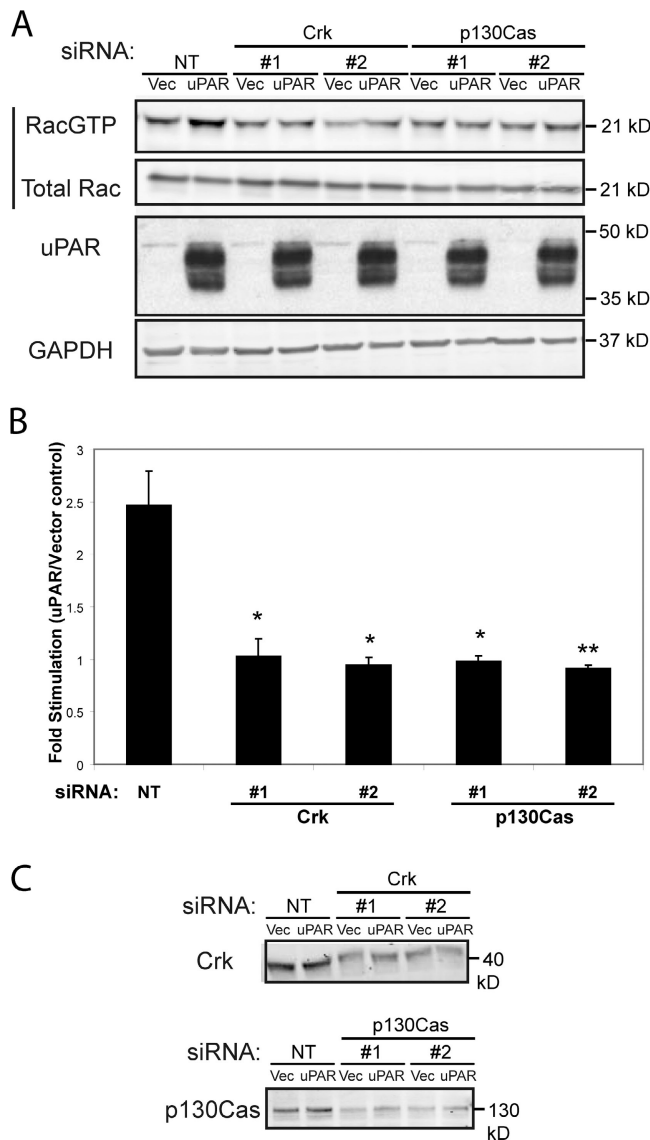 A
Crk p130Cas
siRNA: NT #1 #2 #1 #2
Vec uPAR Vec uPAR Vec uPAR Vec uPAR Vec uPAR
RacGTP 21 kD
Total Rac 21 kD
50 kD
uPAR
35 kD
GAPDH 37 kD
B
Fold Stimulation (uPAR/Vector control)
3
2.5
2
1.5
1
0.5
0
* * * **
siRNA: NT #1 #2 #1 #2
Crk p130Cas
C
Crk
siRNA: NT #1 #2
Vec uPAR Vec uPAR Vec uPAR
Crk 40
kD
p130Cas
siRNA: NT #1 #2
Vec uPAR Vec uPAR Vec uPAR
p130Cas 130
kD